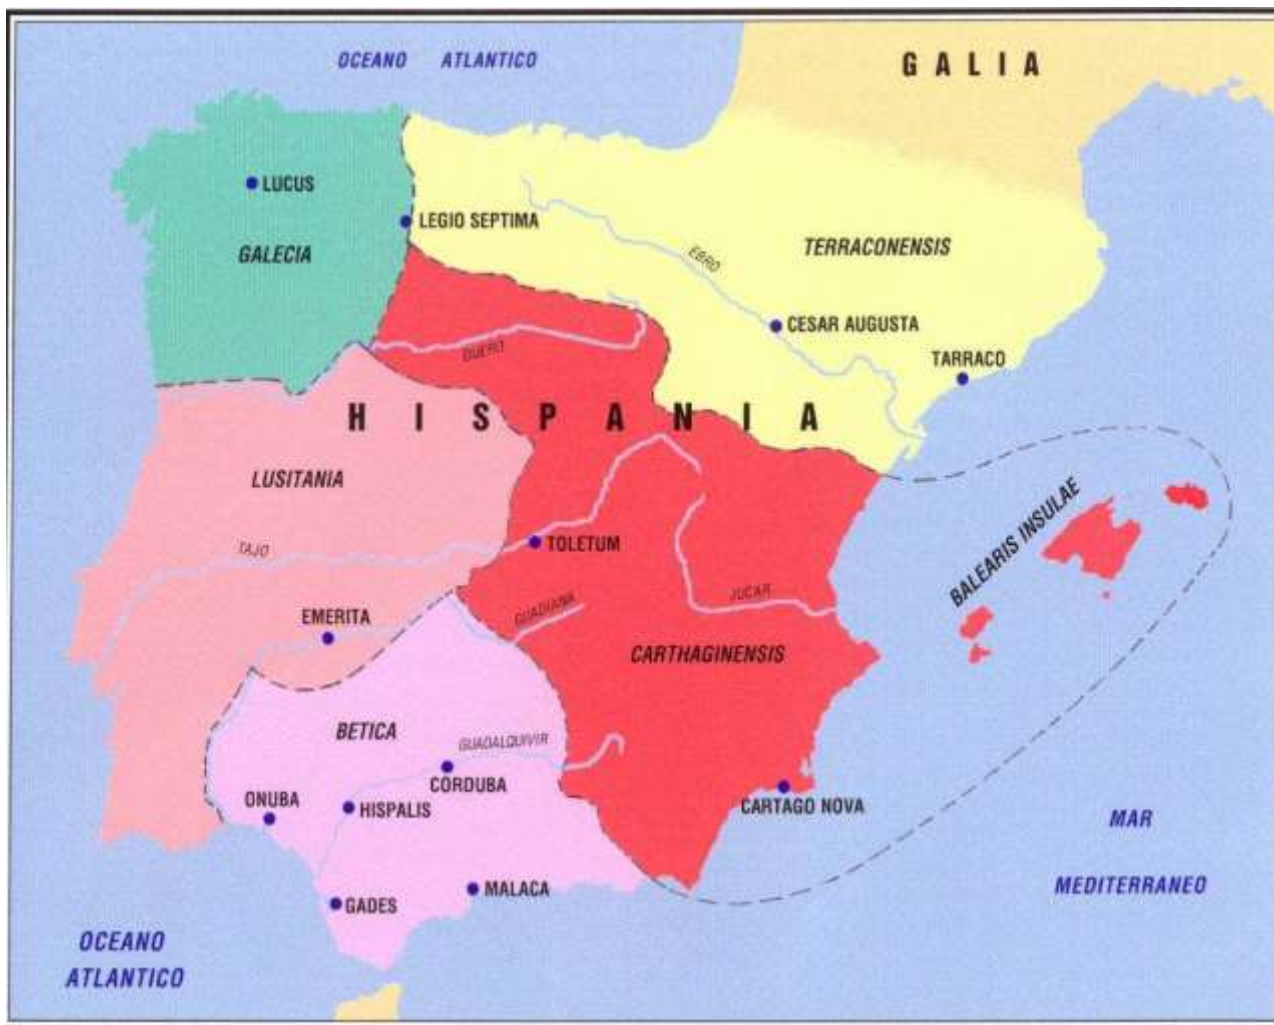 OCEANO ATLANTICO
GALIA
LUCUS
LEGIO SEPTIMA
GALECIA
TERRACONENSIS
EBRO
CESAR AUGUSTA
DUERO
TARRACO
HISPANIA
LUSITANIA
BALEARIS INSULAE
TAJO
TOLETUM
GUADIANA
JUCAR
EMERITA
CARTHAGINENSIS
BETICA
GUADALQUIVIR
CORDUBA
ONUBA
HISPALIS
CARTAGO NOVA
MAR
MEDITERRANEO
MALACA
GADES
OCEANO
ATLANTICO